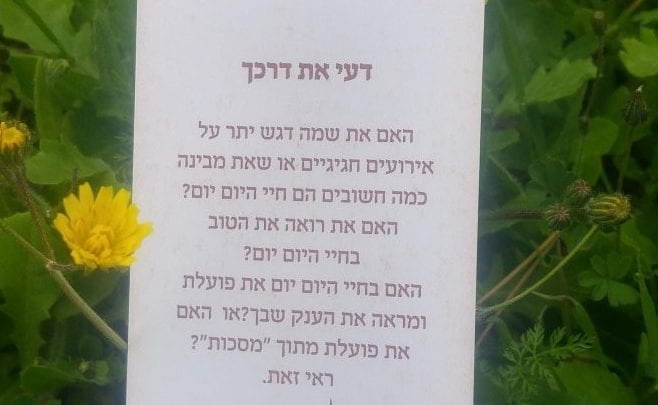 דעי את דרכך
האם את שמה דגש יתר על
אירועים חגיגיים או שאת מבינה
כמה חשובים הם חיי היום יום?
האם את רואה את הטוב
בחיי היום יום?
האם בחיי היום יום את פועלת
ומראה את הענק שבך?או האם
את פועלת מתוך "מסכות"?
ראי זאת.